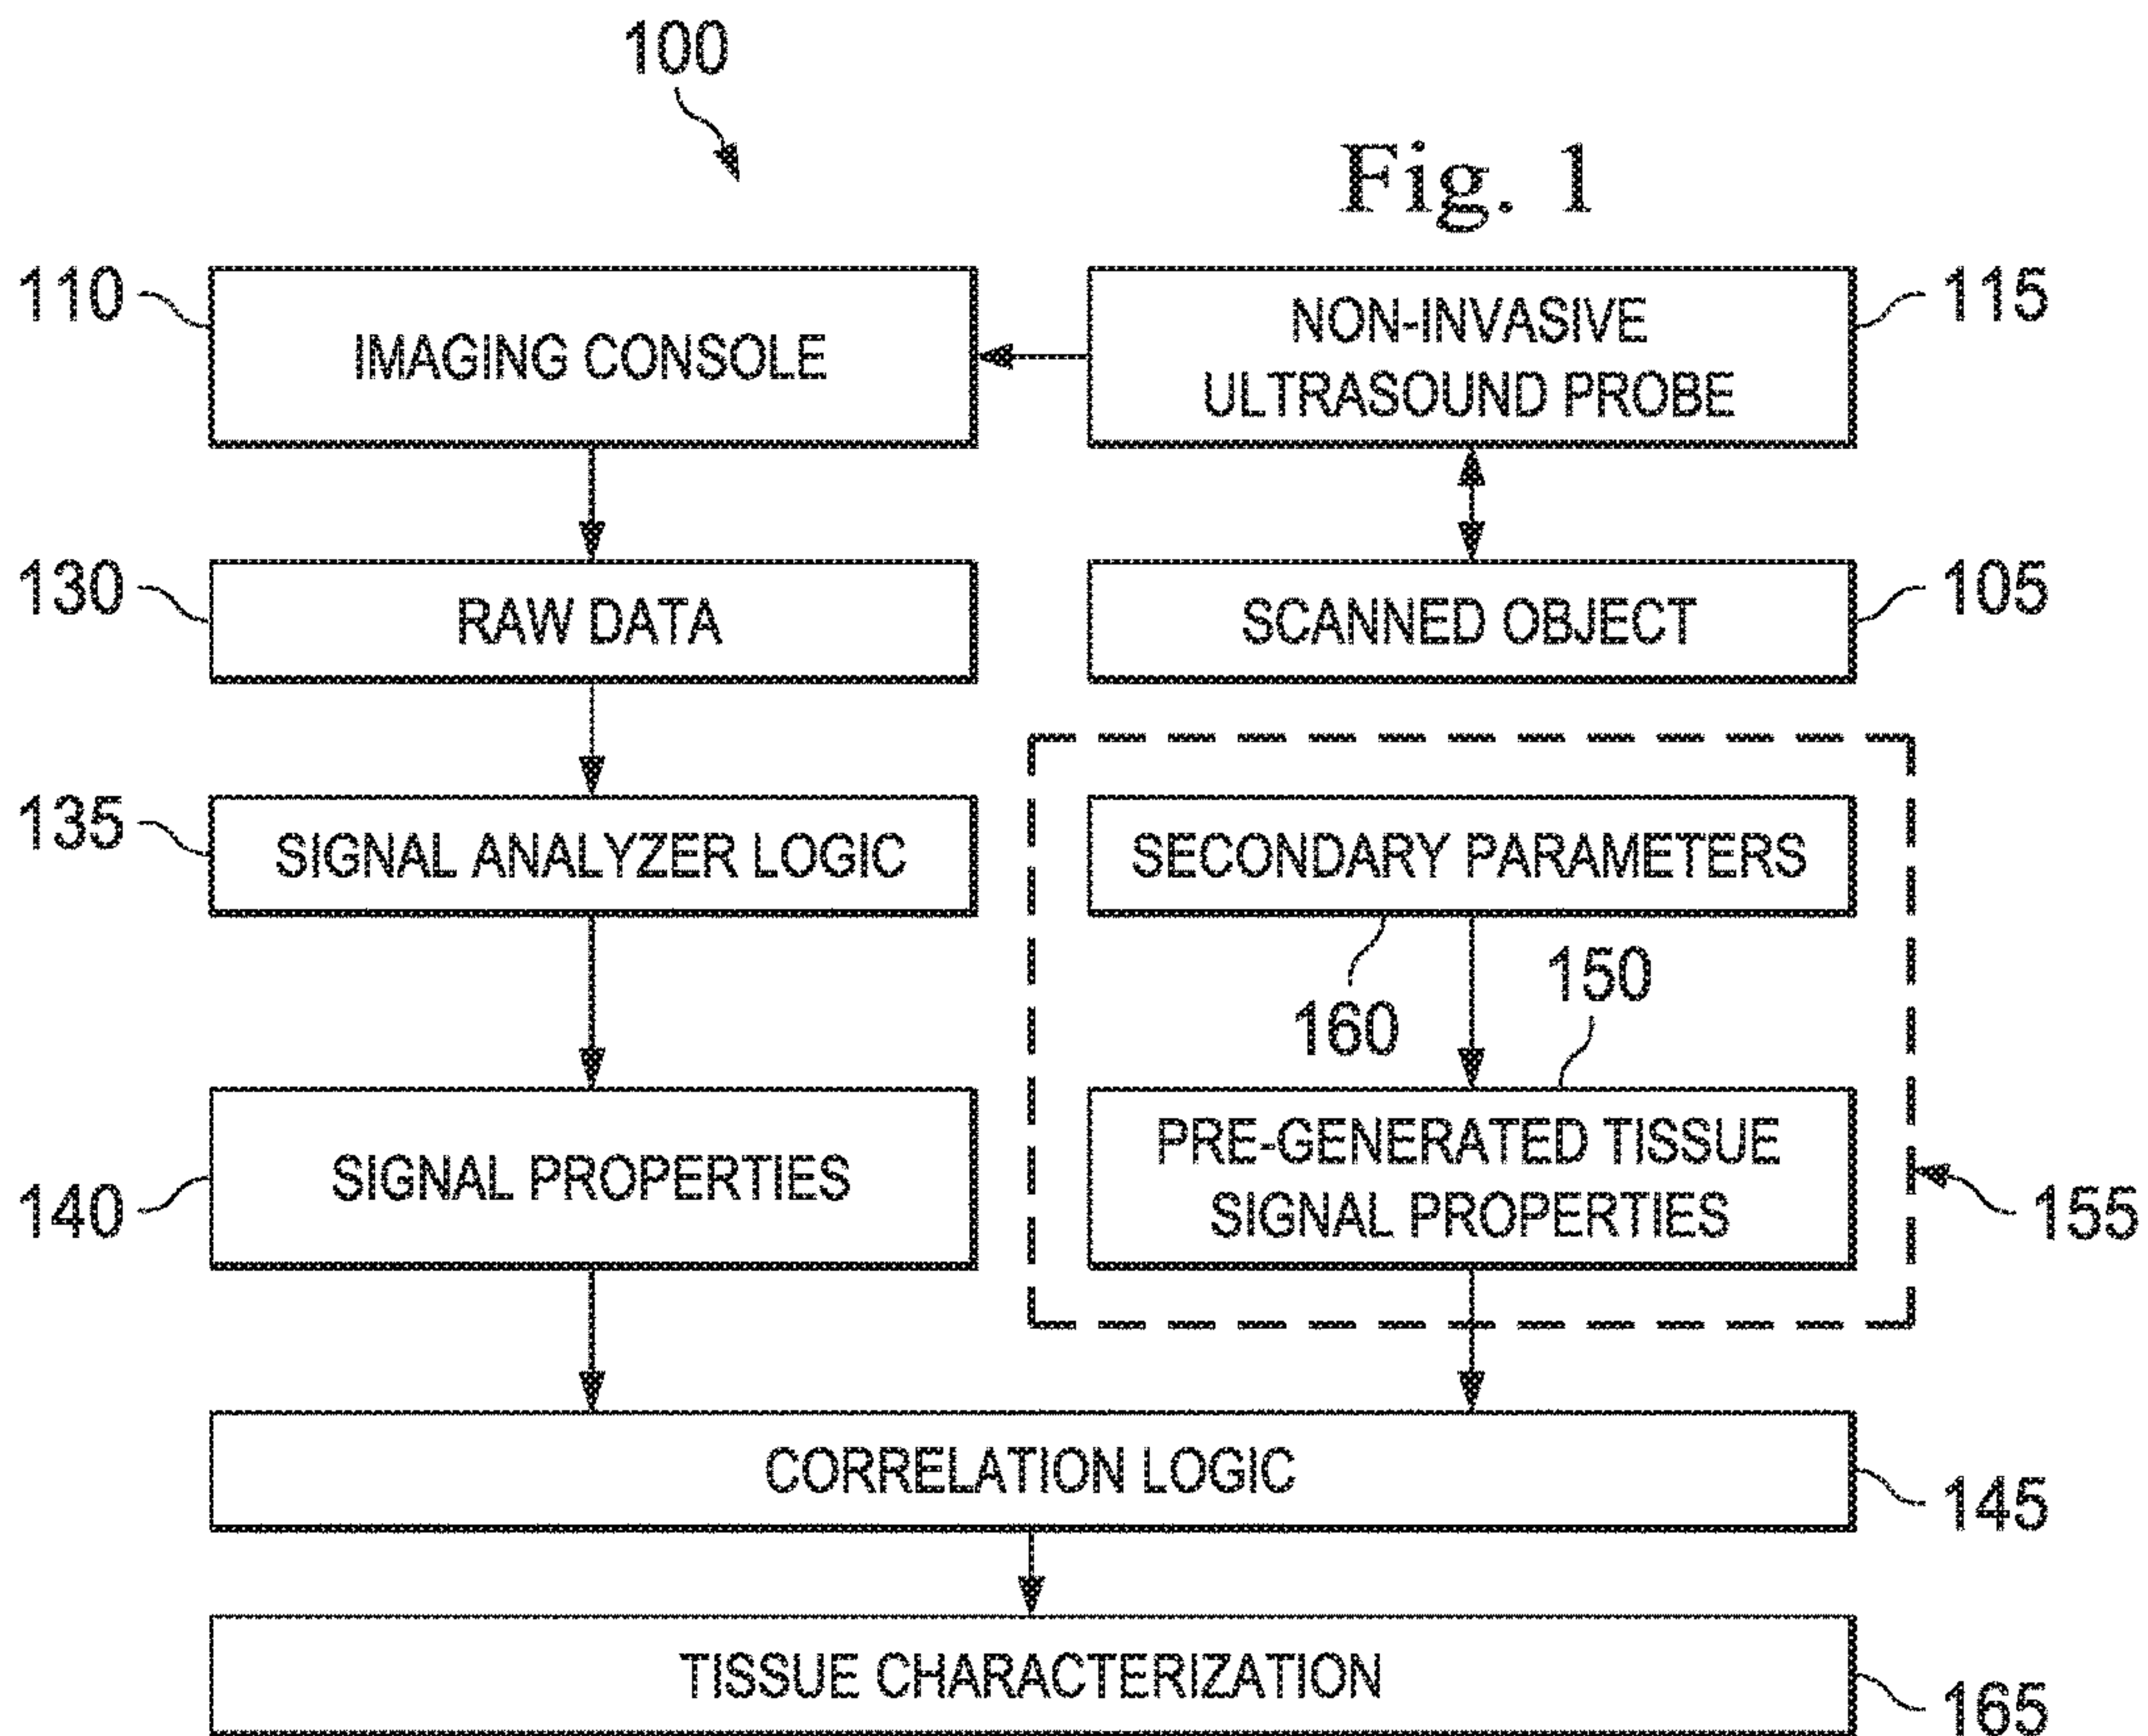 100
Fig. 1
110
IMAGING CONSOLE
NON-INVASIVE
ULTRASOUND PROBE
115
130
RAW DATA
SCANNED OBJECT
105
135
SIGNAL ANALYZER LOGIC
SECONDARY PARAMETERS
160
150
140
SIGNAL PROPERTIES
PRE-GENERATED TISSUE
SIGNAL PROPERTIES
155
CORRELATION LOGIC
145
TISSUE CHARACTERIZATION
165